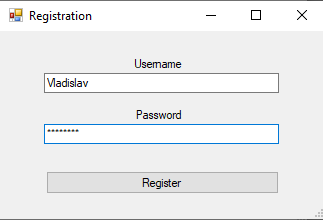 Registration
Username
Vladislav
Password
********
Register